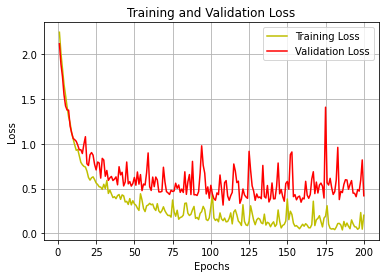 Training and Validation Loss
Training Loss
Validation Loss
Loss
2.0
1.5
1.0
0.5
0.0
0 25 50 75 100 125 150 175 200
Epochs